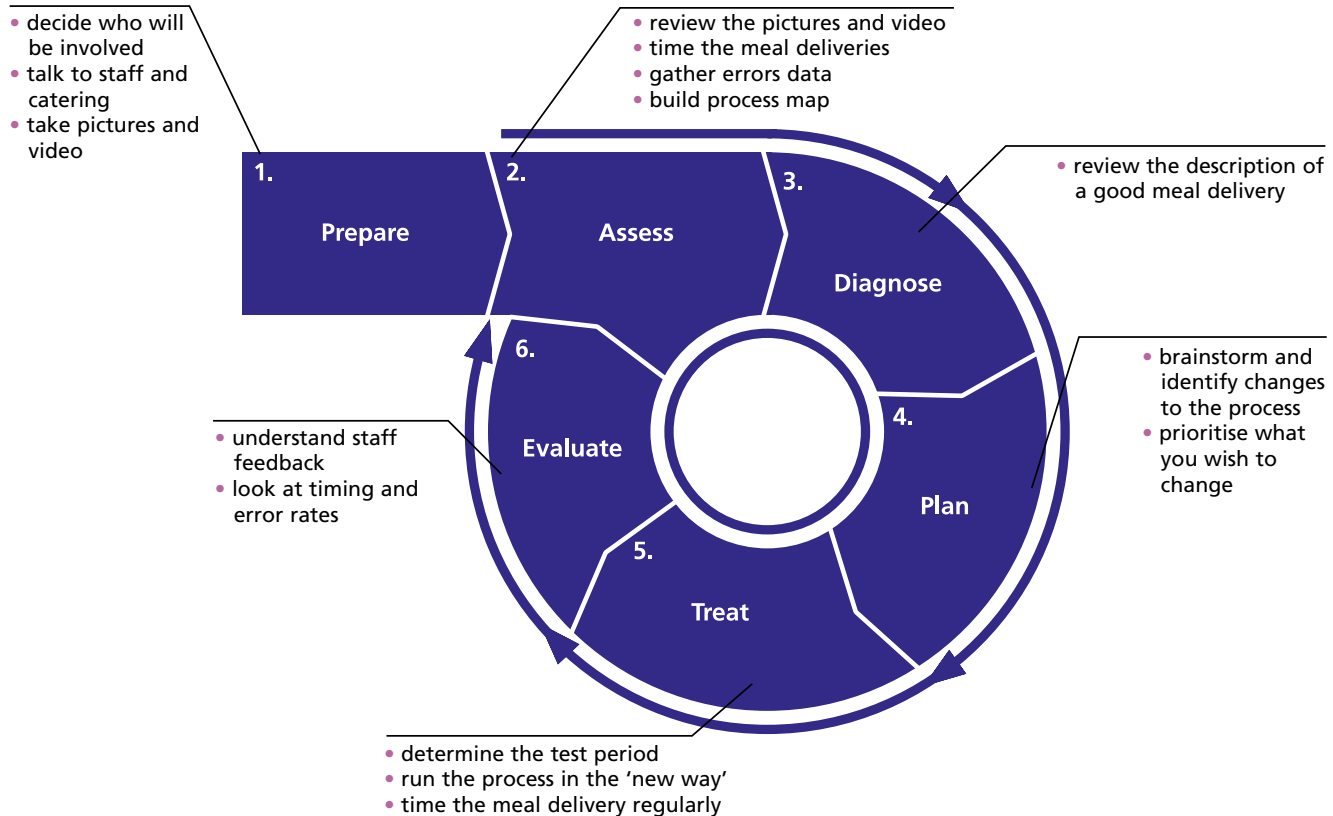 • decide who will
be involved
• talk to staff and
catering
• take pictures and
video
• review the pictures and video
• time the meal deliveries
• gather errors data
• build process map
• review the description of
a good meal delivery
1.
Prepare
2.
Assess
3.
Diagnose
• brainstorm and
identify changes
to the process
• prioritise what
you wish to
change
4.
Plan
5.
Treat
• determine the test period
• run the process in the ‘new way’
• time the meal delivery regularly
6.
Evaluate
• understand staff
feedback
• look at timing and
error rates